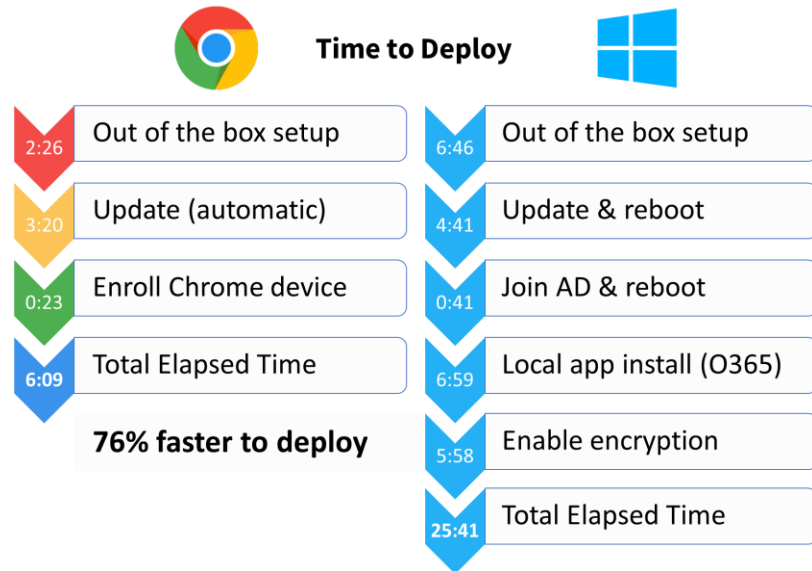 Time to Deploy
2:26 Out of the box setup
3:20 Update (automatic)
0:23 Enroll Chrome device
6:09 Total Elapsed Time
76% faster to deploy
6:46 Out of the box setup
4:41 Update & reboot
0:41 Join AD & reboot
6:59 Local app install (O365)
5:58 Enable encryption
25:41 Total Elapsed Time